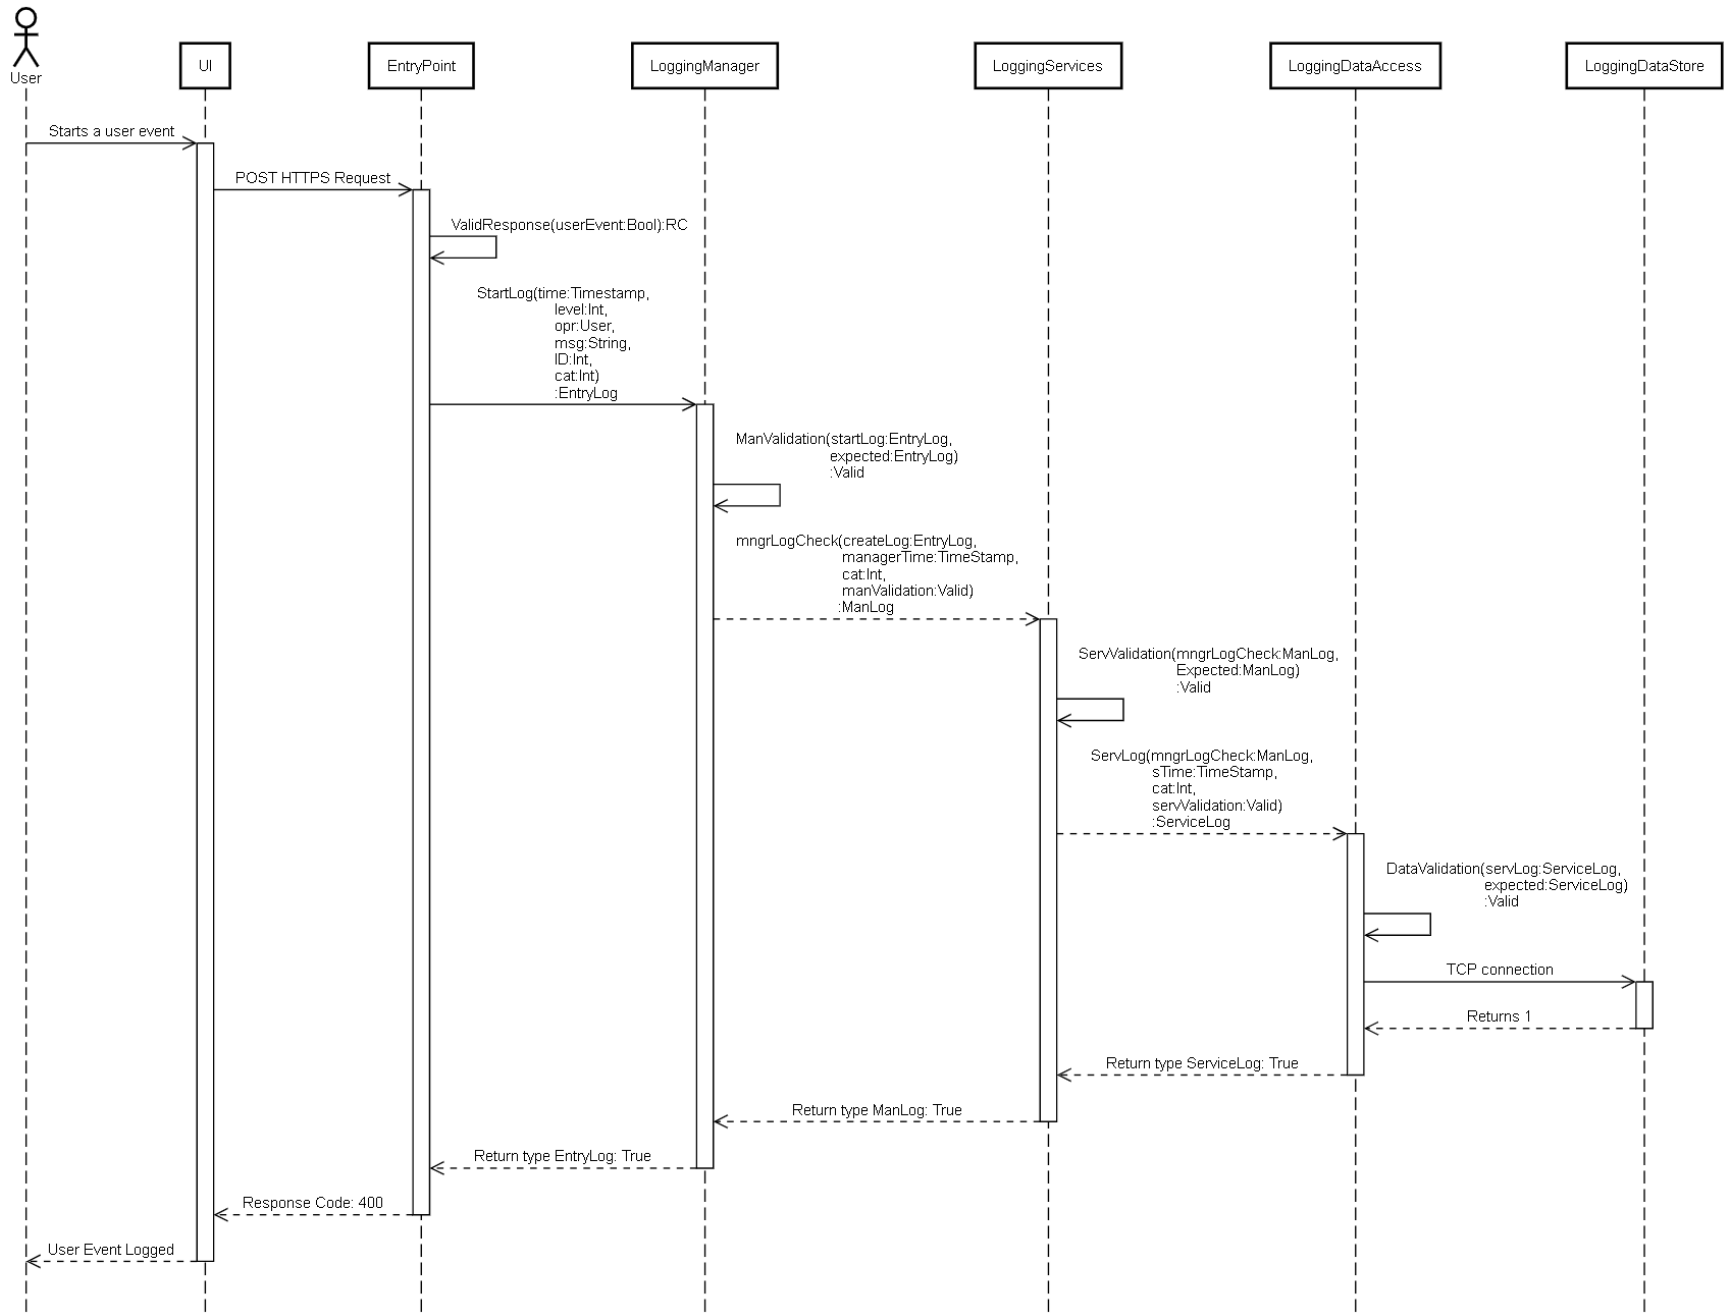 User
UI
EntryPoint
LoggingManager
LoggingServices
LoggingDataAccess
LoggingDataStore
Starts a user event
POST HTTPS Request
ValidResponse(userEvent:Bool):RC
StartLog(time:Timestamp,
level:Int,
opr:User,
msg:String,
ID:Int,
cat:Int)
:EntryLog
ManValidation(startLog:EntryLog,
expected:EntryLog)
:Valid
mngrLogCheck(createLog:EntryLog,
managerTime:TimeStamp,
cat:Int,
manValidation:Valid)
:ManLog
ServValidation(mngrLogCheck:ManLog,
Expected:ManLog)
:Valid
ServLog(mngrLogCheck:ManLog,
sTime:TimeStamp,
cat:Int,
servValidation:Valid)
:ServiceLog
DataValidation(servLog:ServiceLog,
expected:ServiceLog)
:Valid
TCP connection
Returns 1
Return type ServiceLog: True
Return type ManLog: True
Return type EntryLog: True
Response Code: 400
User Event Logged